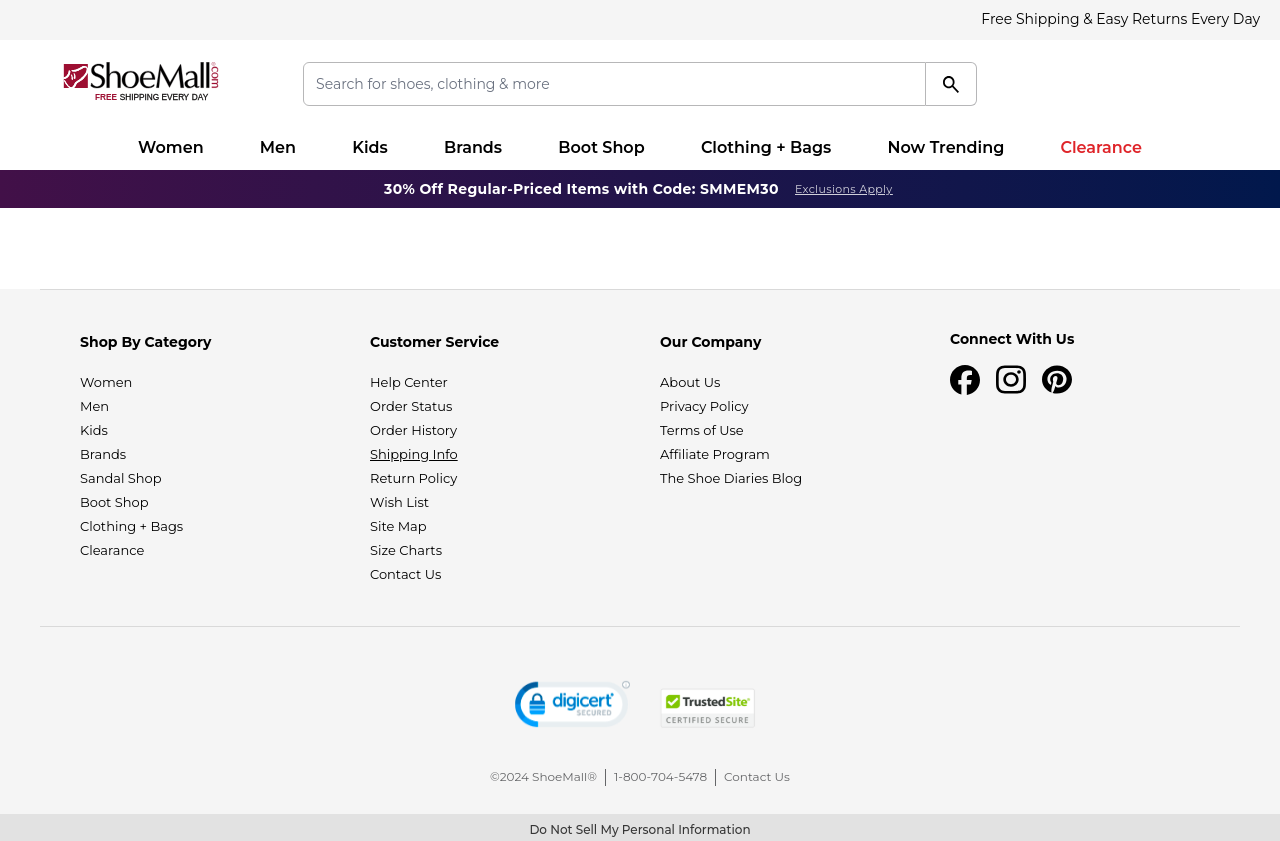 Free Shipping & Easy Returns Every Day
ShoeMall®.com
FREE SHIPPING EVERY DAY
Search for shoes, clothing & more
Women Men Kids Brands Boot Shop Clothing + Bags Now Trending Clearance
30% Off Regular-Priced Items with Code: SMMEM30 Exclusions Apply
Shop By Category
Women
Men
Kids
Brands
Sandal Shop
Boot Shop
Clothing + Bags
Clearance
Customer Service
Help Center
Order Status
Order History
Shipping Info
Return Policy
Wish List
Site Map
Size Charts
Contact Us
Our Company
About Us
Privacy Policy
Terms of Use
Affiliate Program
The Shoe Diaries Blog
Connect With Us
digicert
SECURED
TrustedSite
CERTIFIED SECURE
©2024 ShoeMall® 1-800-704-5478 Contact Us
Do Not Sell My Personal Information